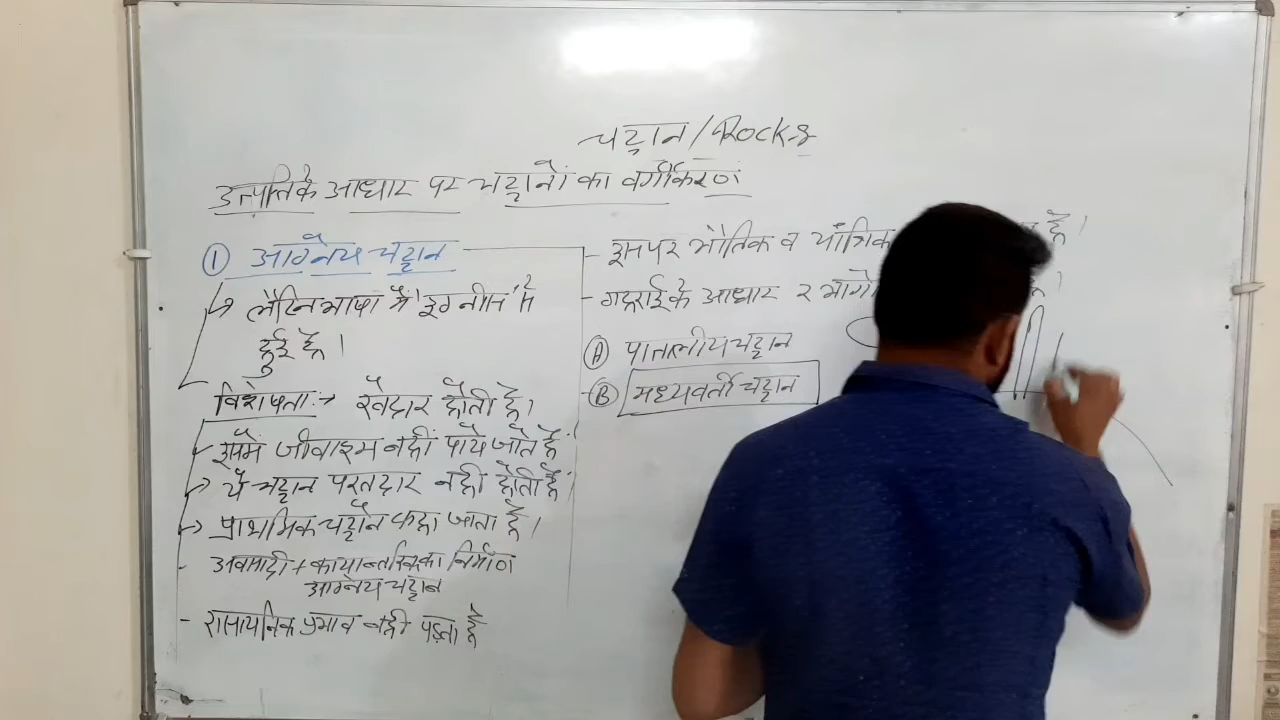 चट्टान/Rocks
उत्पत्ति के आधार पर चट्टानों का वर्गीकरण
① आग्नेय चट्टान
↳ लैटिन भाषा में इग्नीस से
हुई है।
विशेषता:→ रवेदार होती है।
इसमें जीवाश्म नहीं पाये जाते हैं
→ ये चट्टान परतदार नहीं होती हैं
→ प्राथमिक चट्टान कहा जाता है।
- अवसादी + कायान्तरित का निर्माण
आग्नेय चट्टान
- रासायनिक प्रभाव नहीं पड़ता है
- इसपर भौतिक व यांत्रिक है।
- गहराई के आधार २ भागों है।
Ⓐ पातालीय चट्टान
Ⓑ मध्यवर्ती चट्टान